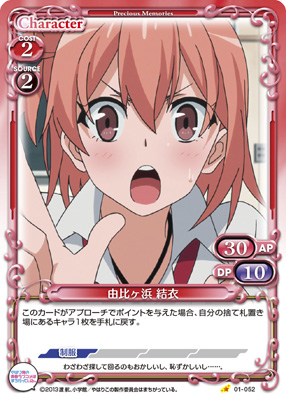 Precious Memories
Character
COST
2
SOURCE
2
30 AP
DP 10
由比ヶ浜 結衣
このカードがアプローチでポイントを与えた場合、自分の捨て札置き
場にあるキャラ1枚を手札に戻す。
制服
わざわざ探して回るのもおかしいし、恥ずかしいし……。
©2013 渡 航、小学館／やはりこの製作委員会はまちがっている。
01-052